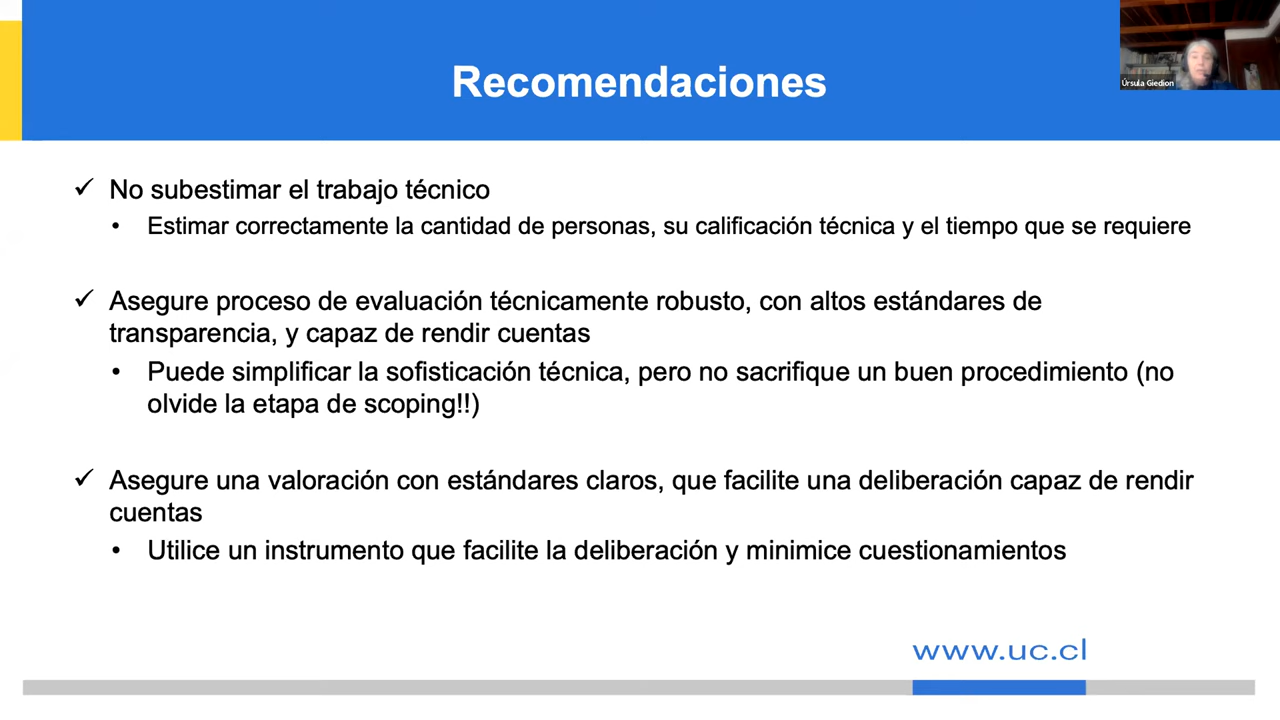 Recomendaciones
Úrsula Giedion
✓ No subestimar el trabajo técnico
• Estimar correctamente la cantidad de personas, su calificación técnica y el tiempo que se requiere
✓ Asegure proceso de evaluación técnicamente robusto, con altos estándares de
transparencia, y capaz de rendir cuentas
• Puede simplificar la sofisticación técnica, pero no sacrifique un buen procedimiento (no
olvide la etapa de scoping!!)
✓ Asegure una valoración con estándares claros, que facilite una deliberación capaz de rendir
cuentas
• Utilice un instrumento que facilite la deliberación y minimice cuestionamientos
www.uc.cl